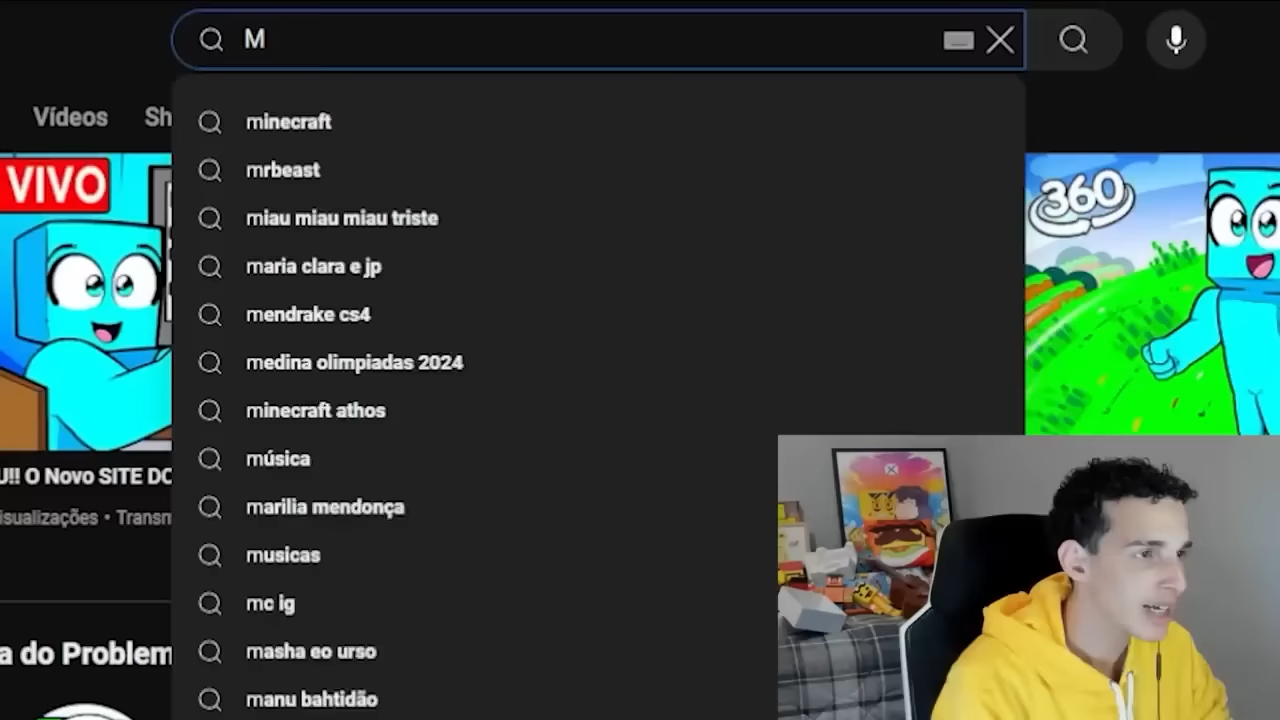 M
Vídeos Sh
minecraft
mrbeast
miau miau miau triste
maria clara e jp
mendrake cs4
medina olimpiadas 2024
minecraft athos
música
marilia mendonça
musicas
mc ig
masha eo urso
manu bahtidão
VIVO
360
U!! O Novo SITE DO
isualizações • Transm
a do Problem